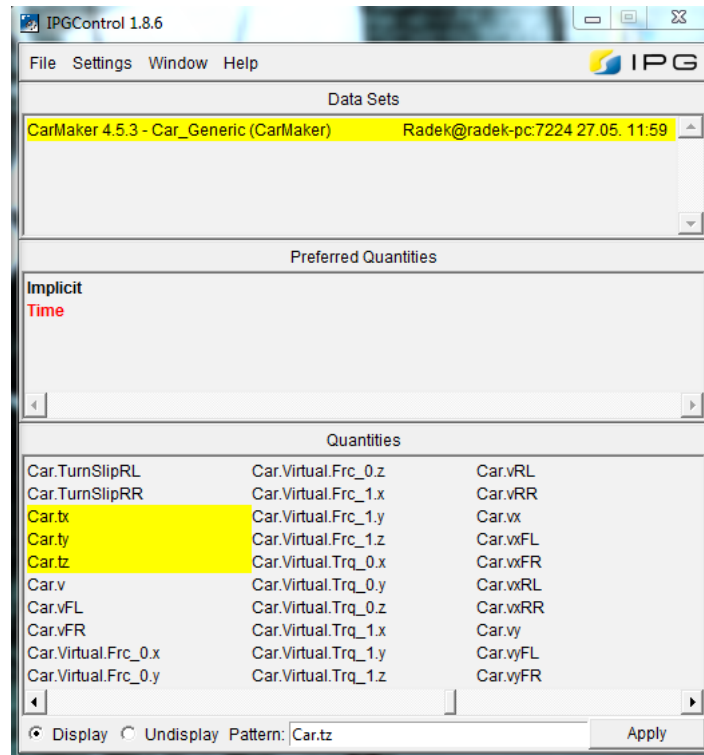 IPGControl 1.8.6
File Settings Window Help
IPG
Data Sets
CarMaker 4.5.3 - Car_Generic (CarMaker) Radek@radek-pc:7224 27.05. 11:59
Preferred Quantities
Implicit
Time
Quantities
Car.TurnSlipRL Car.Virtual.Frc_0.z Car.vRL
Car.TurnSlipRR Car.Virtual.Frc_1.x Car.vRR
Car.tx Car.Virtual.Frc_1.y Car.vx
Car.ty Car.Virtual.Frc_1.z Car.vxFL
Car.tz Car.Virtual.Trq_0.x Car.vxFR
Car.v Car.Virtual.Trq_0.y Car.vxRL
Car.vFL Car.Virtual.Trq_0.z Car.vxRR
Car.vFR Car.Virtual.Trq_1.x Car.vy
Car.Virtual.Frc_0.x Car.Virtual.Trq_1.y Car.vyFL
Car.Virtual.Frc_0.y Car.Virtual.Trq_1.z Car.vyFR
Display Undisplay Pattern: Car.tz Apply